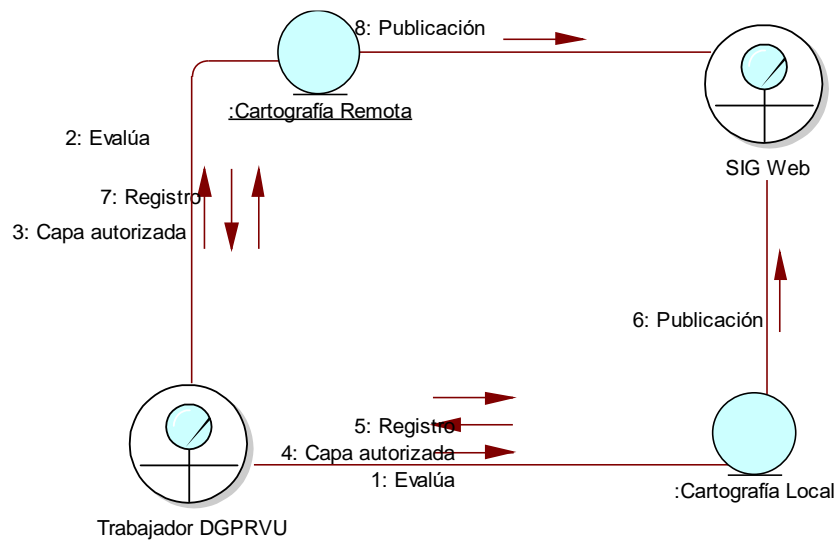 8: Publicación
:Cartografía Remota
2: Evalúa
SIG Web
7: Registro
3: Capa autorizada
6: Publicación
5: Registro
4: Capa autorizada
1: Evalúa
:Cartografía Local
Trabajador DGPRVU